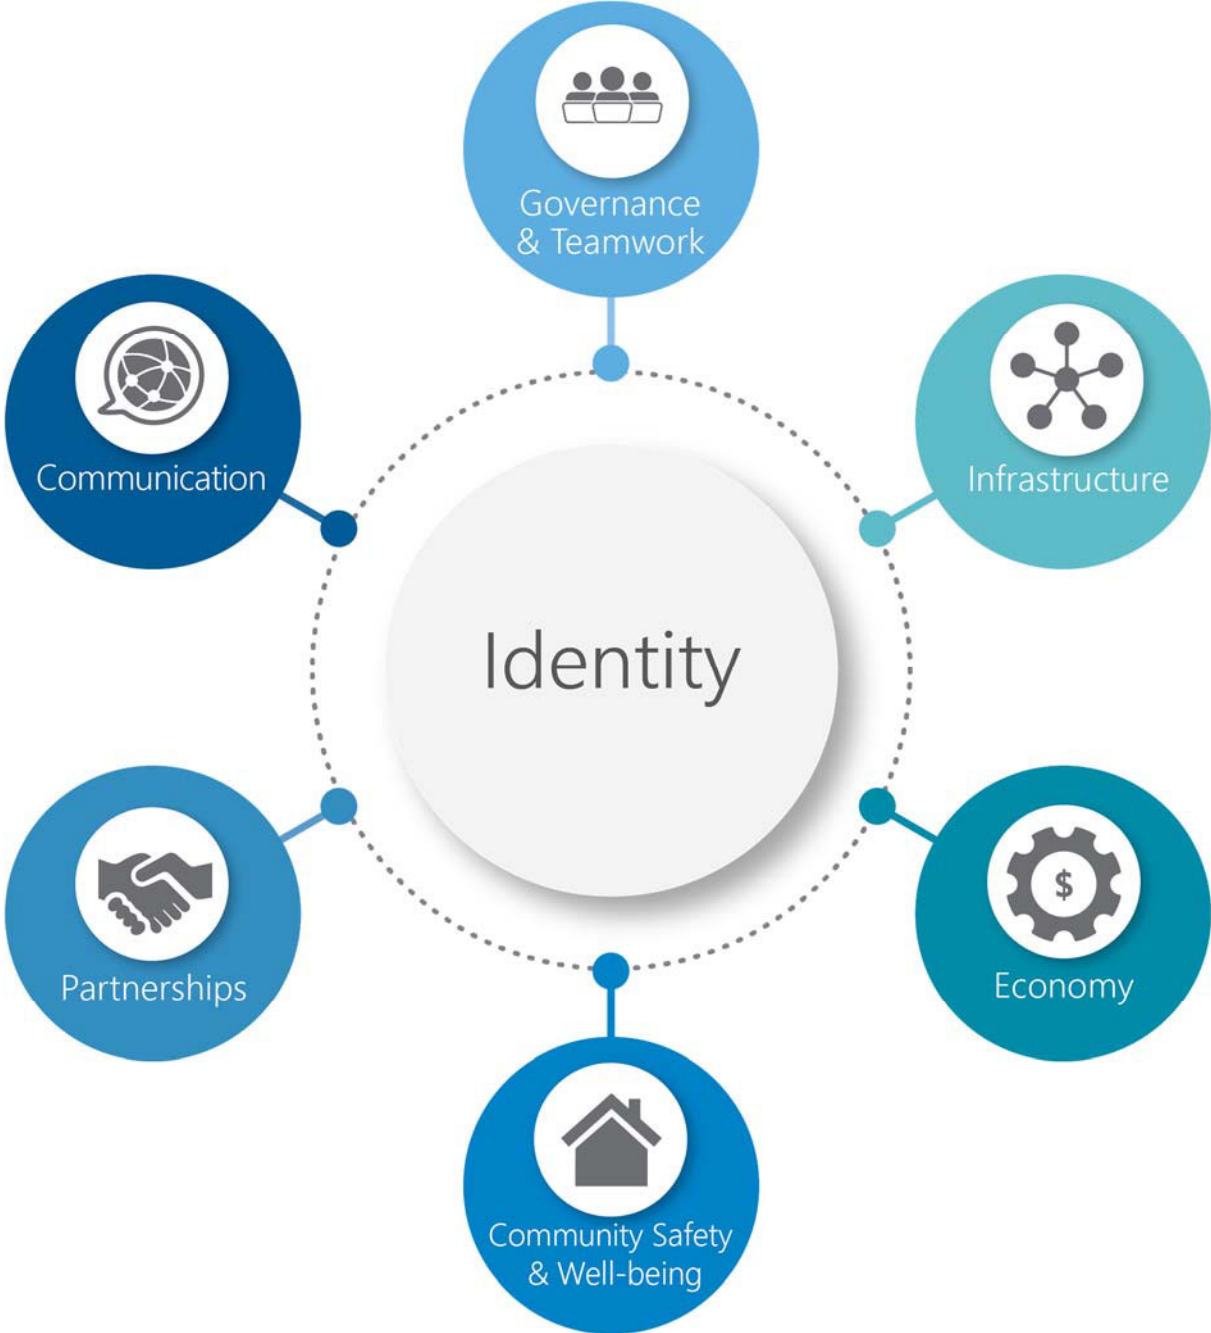 Governance
& Teamwork
Communication
Infrastructure
Identity
Partnerships
$
Economy
Community Safety
& Well-being